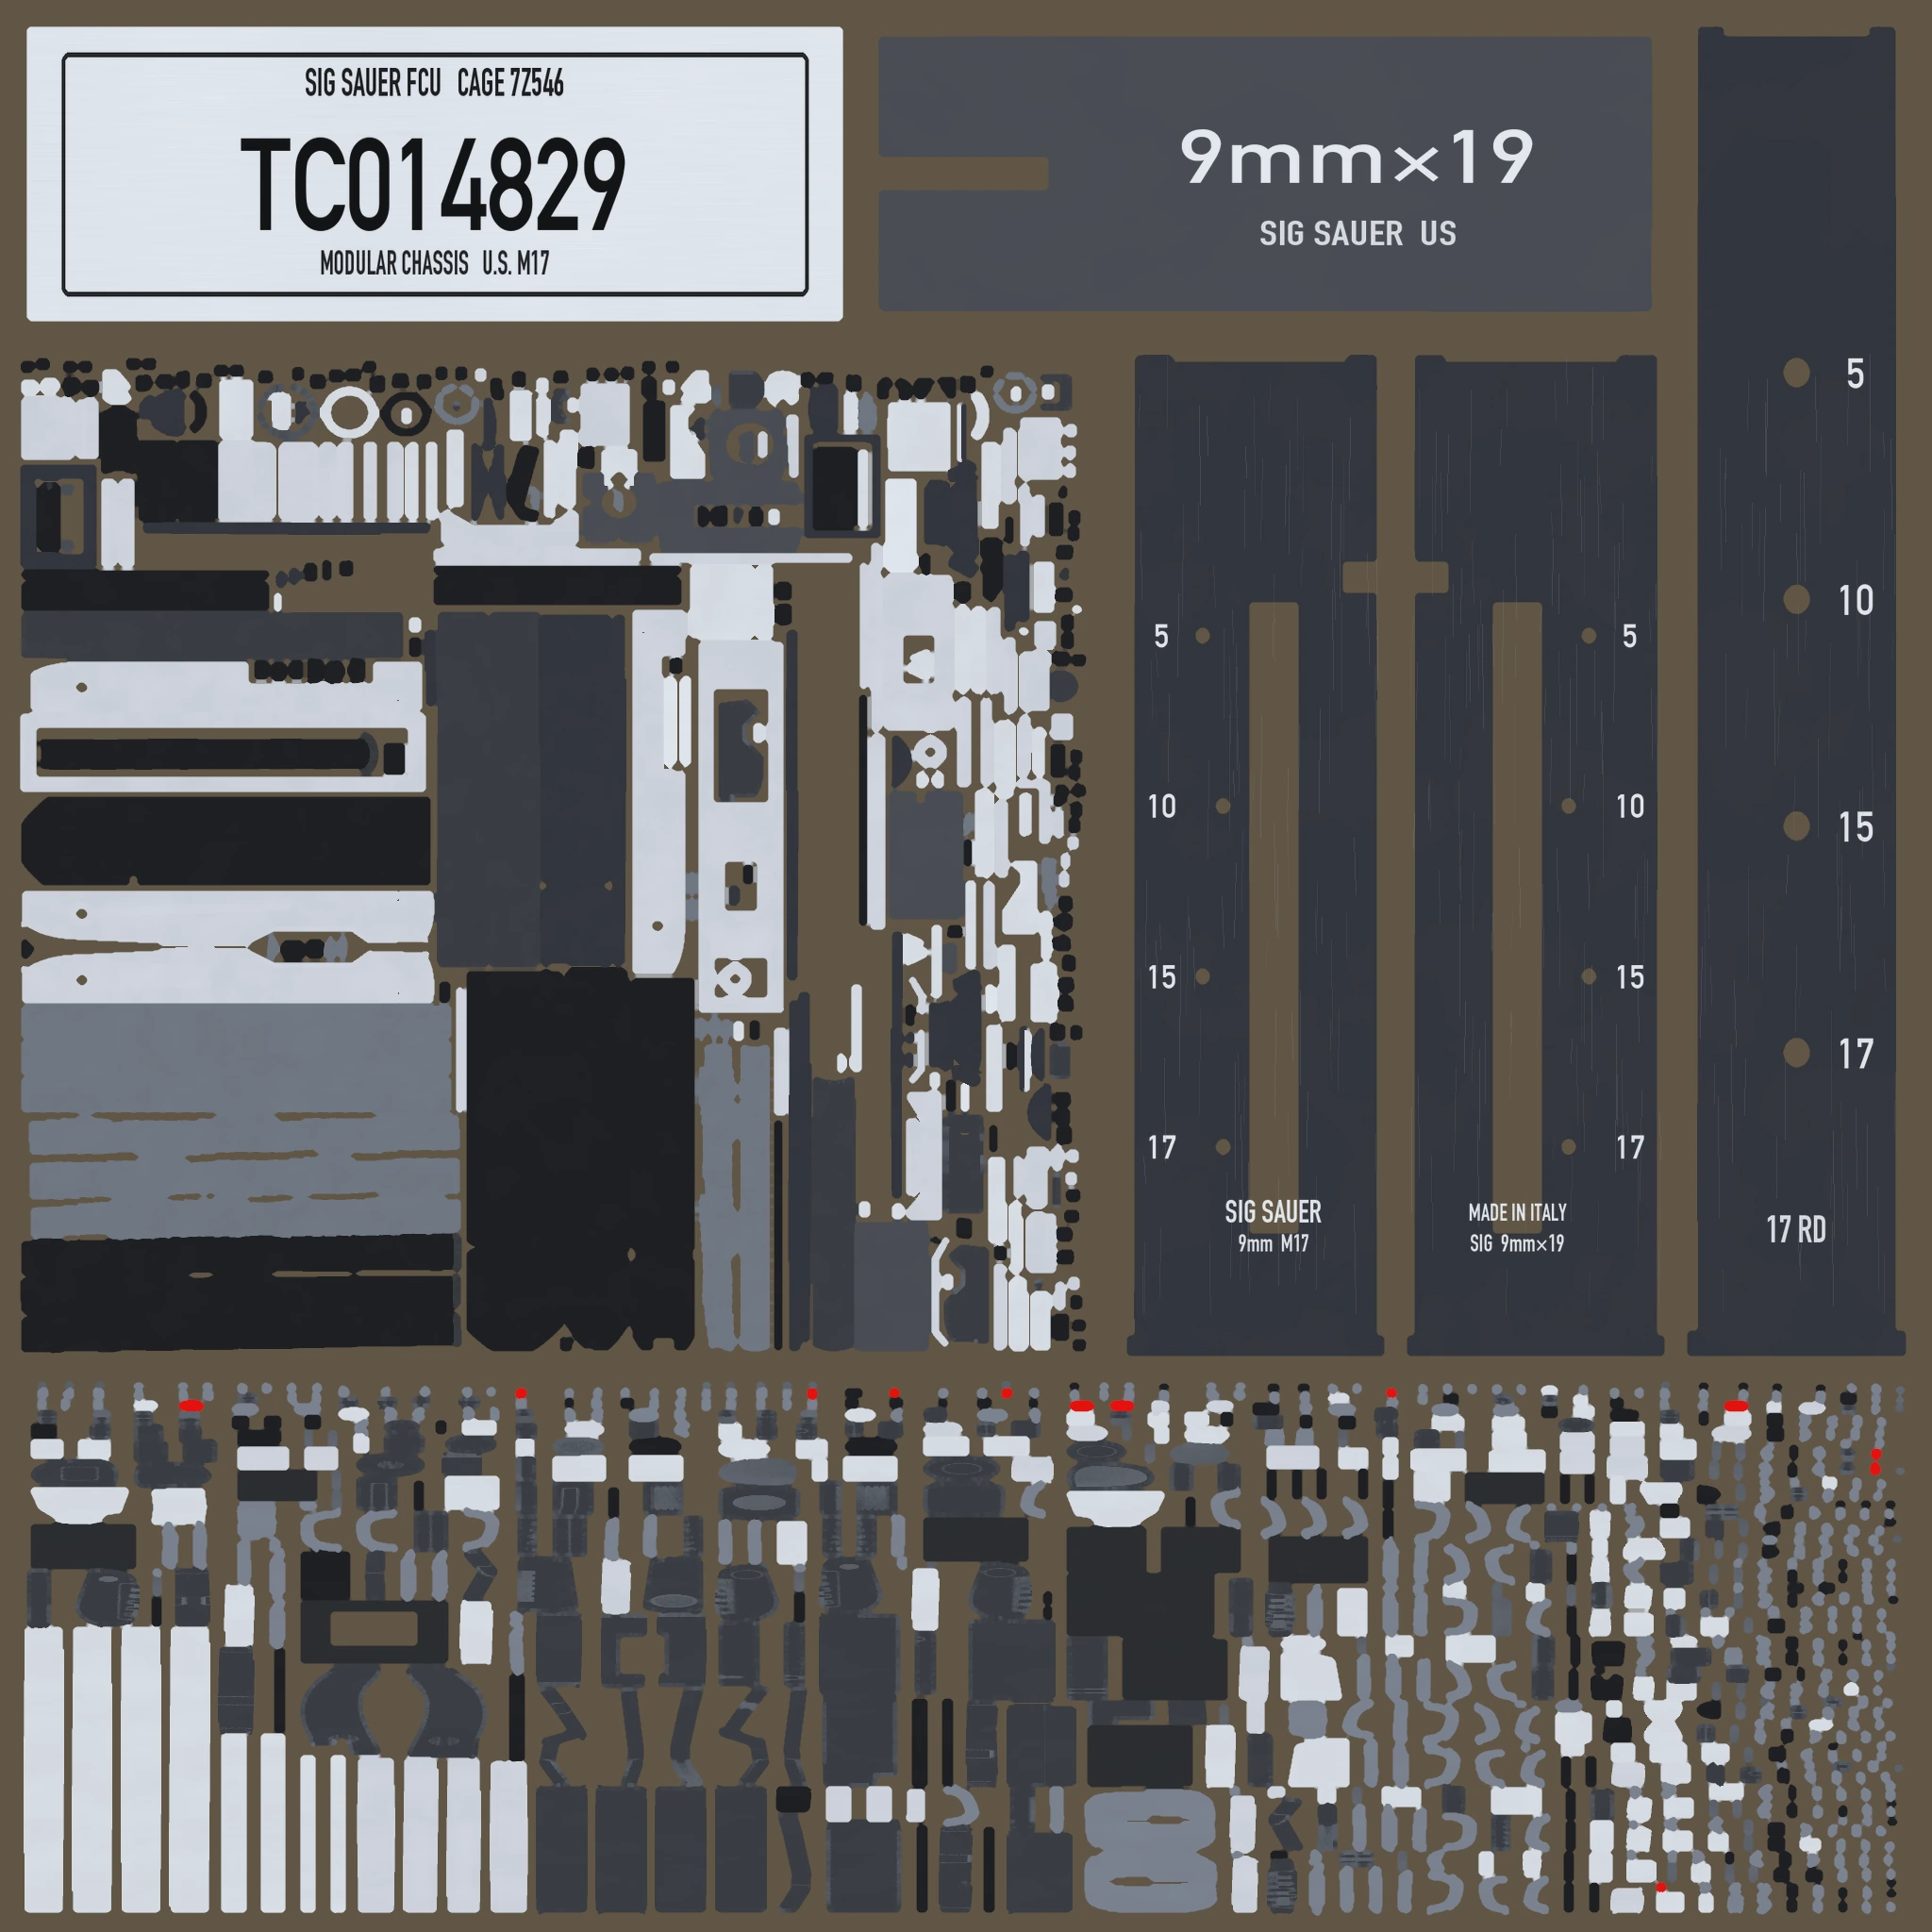 SIG SAUER FCU CAGE 7Z546
TC014829
MODULAR CHASSIS U.S. M17
9mm×19
SIG SAUER US
5
10
15
17
SIG SAUER
9mm M17
5
10
15
17
MADE IN ITALY
SIG 9mm×19
5
10
15
17
17 RD